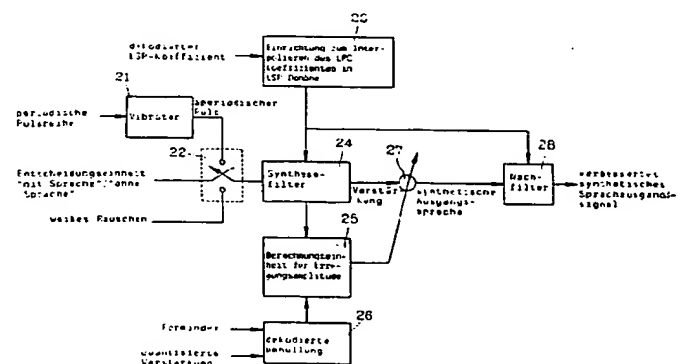 20
dekodierter
LSP-Koeffizient
Einrichtung zum Inter-
polieren des LPC
Koeffizienten in
LSP Domäne
21
aperiodischer
Puls
periodische
Pulsreihe
Vibrator
22
24
27
28
Entscheidungseinheit
"mit Sprache"/"ohne
Sprache"
Synthese-
filter
Verstär-
kung
synthetische
Ausgangs-
sprache
Nach-
filter
verbessertes
synthetisches
Sprachausgangs-
signal
weißes Rauschen
25
Berechnungsein-
heit für Erre-
gungsamplitude
26
dekodierte
quantisierte
Verstärkung